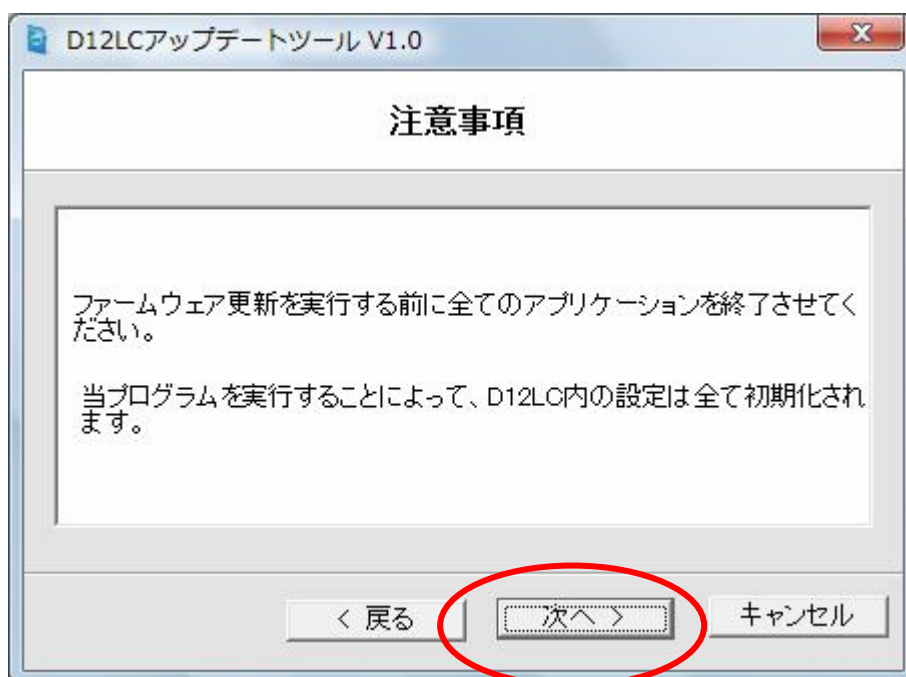 D12LCアップデートツール V1.0
注意事項
ファームウェア更新を実行する前に全てのアプリケーションを終了させてく
ださい。
当プログラムを実行することによって、D12LC内の設定は全て初期化され
ます。
< 戻る
次へ >
キャンセル